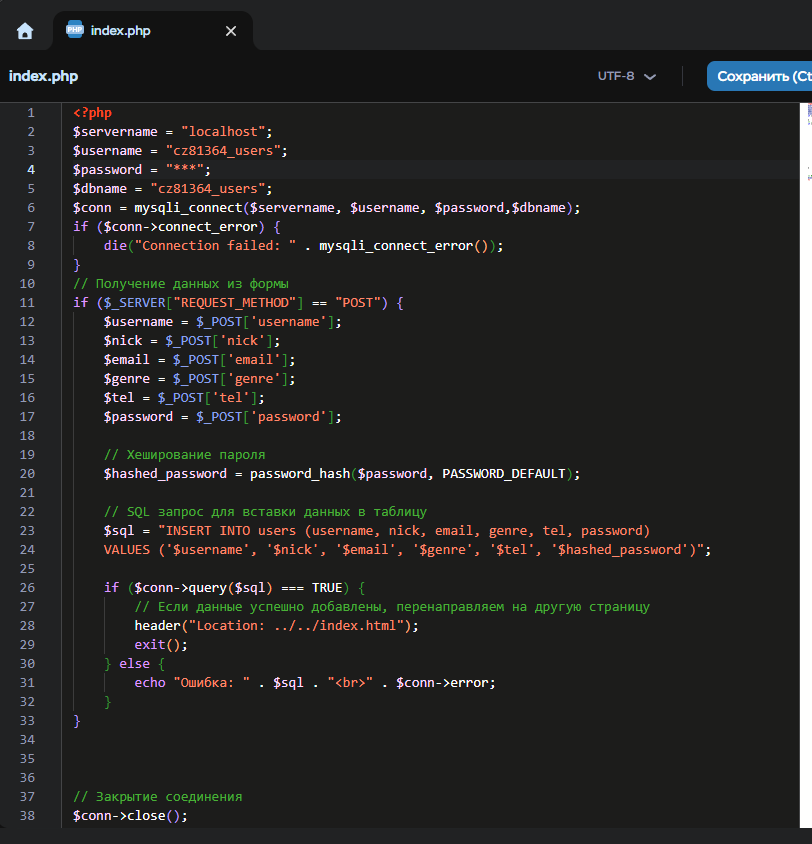 PHP index.php ×
index.php UTF-8 Сохранить (Ct
1 <?php
2 $servername = "localhost";
3 $username = "cz81364_users";
4 $password = "***";
5 $dbname = "cz81364_users";
6 $conn = mysqli_connect($servername, $username, $password,$dbname);
7 if ($conn->connect_error) {
8 die("Connection failed: " . mysqli_connect_error());
9 }
10 // Получение данных из формы
11 if ($_SERVER["REQUEST_METHOD"] == "POST") {
12 $username = $_POST['username'];
13 $nick = $_POST['nick'];
14 $email = $_POST['email'];
15 $genre = $_POST['genre'];
16 $tel = $_POST['tel'];
17 $password = $_POST['password'];
18
19 // Хеширование пароля
20 $hashed_password = password_hash($password, PASSWORD_DEFAULT);
21
22 // SQL запрос для вставки данных в таблицу
23 $sql = "INSERT INTO users (username, nick, email, genre, tel, password)
24 VALUES ('$username', '$nick', '$email', '$genre', '$tel', '$hashed_password')";
25
26 if ($conn->query($sql) === TRUE) {
27 // Если данные успешно добавлены, перенаправляем на другую страницу
28 header("Location: ../../index.html");
29 exit();
30 } else {
31 echo "Ошибка: " . $sql . "<br>" . $conn->error;
32 }
33 }
34
35
36
37 // Закрытие соединения
38 $conn->close();